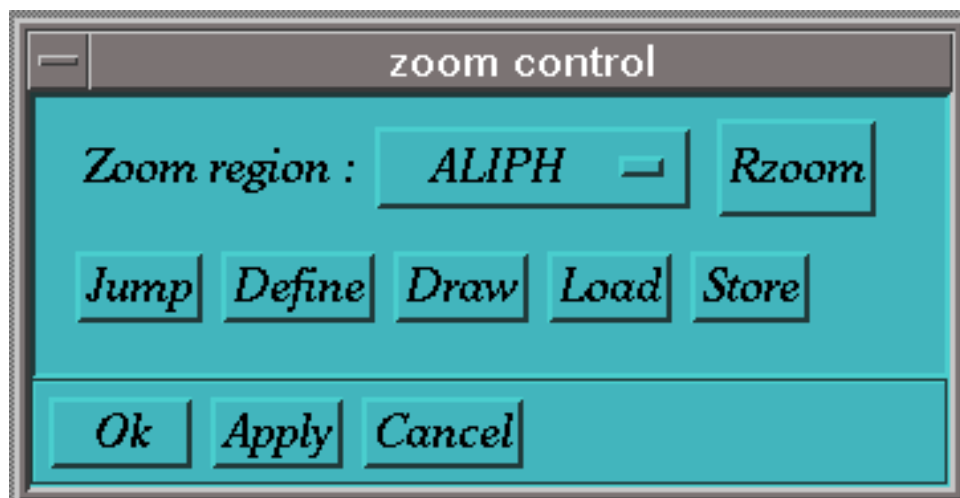 zoom control
Zoom region : ALIPH Rzoom
Jump Define Draw Load Store
Ok Apply Cancel